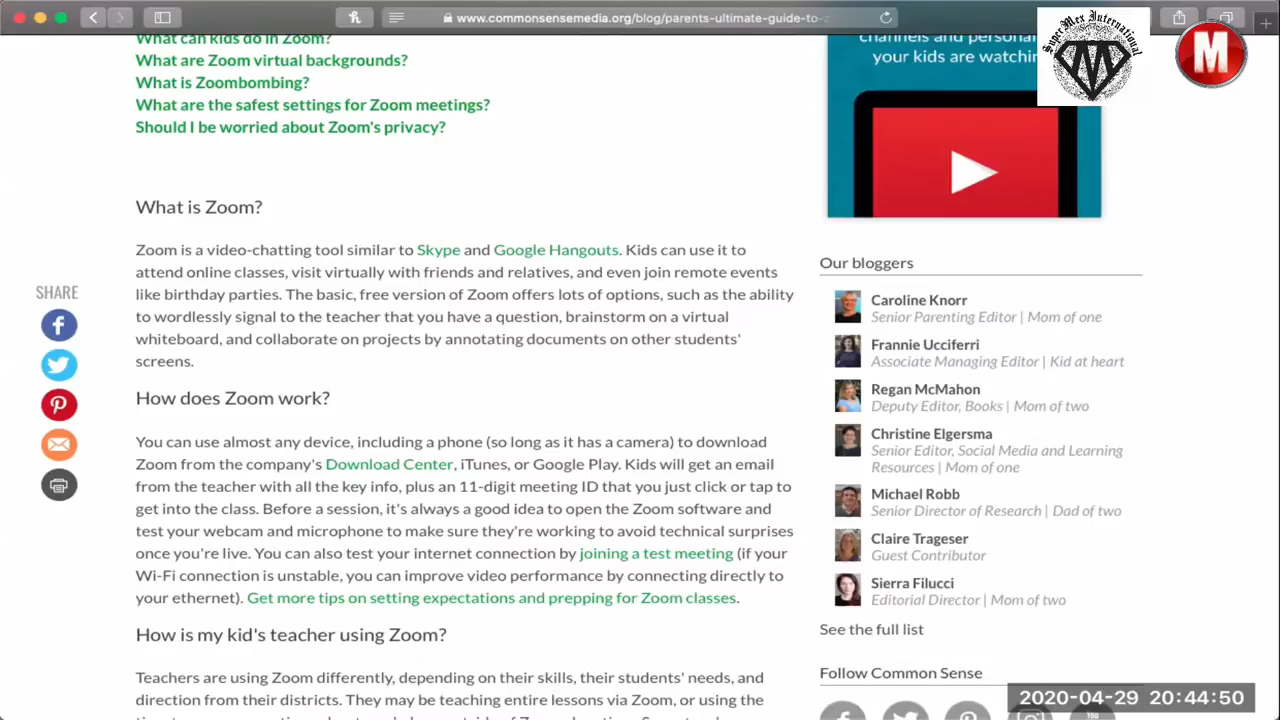 www.commonsensemedia.org/blog/parents-ultimate-guide-to-z
What can kids do in Zoom?
What are Zoom virtual backgrounds?
What is Zoombombing?
What are the safest settings for Zoom meetings?
Should I be worried about Zoom's privacy?
What is Zoom?
Zoom is a video-chatting tool similar to Skype and Google Hangouts. Kids can use it to
attend online classes, visit virtually with friends and relatives, and even join remote events
like birthday parties. The basic, free version of Zoom offers lots of options, such as the ability
to wordlessly signal to the teacher that you have a question, brainstorm on a virtual
whiteboard, and collaborate on projects by annotating documents on other students'
screens.
How does Zoom work?
You can use almost any device, including a phone (so long as it has a camera) to download
Zoom from the company's Download Center, iTunes, or Google Play. Kids will get an email
from the teacher with all the key info, plus an 11-digit meeting ID that you just click or tap to
get into the class. Before a session, it's always a good idea to open the Zoom software and
test your webcam and microphone to make sure they're working to avoid technical surprises
once you're live. You can also test your internet connection by joining a test meeting (if your
Wi-Fi connection is unstable, you can improve video performance by connecting directly to
your ethernet). Get more tips on setting expectations and prepping for Zoom classes.
How is my kid's teacher using Zoom?
Teachers are using Zoom differently, depending on their skills, their students' needs, and
direction from their districts. They may be teaching entire lessons via Zoom, or using the
SHARE
channels and persona
your kids are watchin
SuperMex International
M
M
Our bloggers
Caroline Knorr
Senior Parenting Editor | Mom of one
Frannie Ucciferri
Associate Managing Editor | Kid at heart
Regan McMahon
Deputy Editor, Books | Mom of two
Christine Elgersma
Senior Editor, Social Media and Learning
Resources | Mom of one
Michael Robb
Senior Director of Research | Dad of two
Claire Trageser
Guest Contributor
Sierra Filucci
Editorial Director | Mom of two
See the full list
Follow Common Sense
2020-04-29 20:44:50